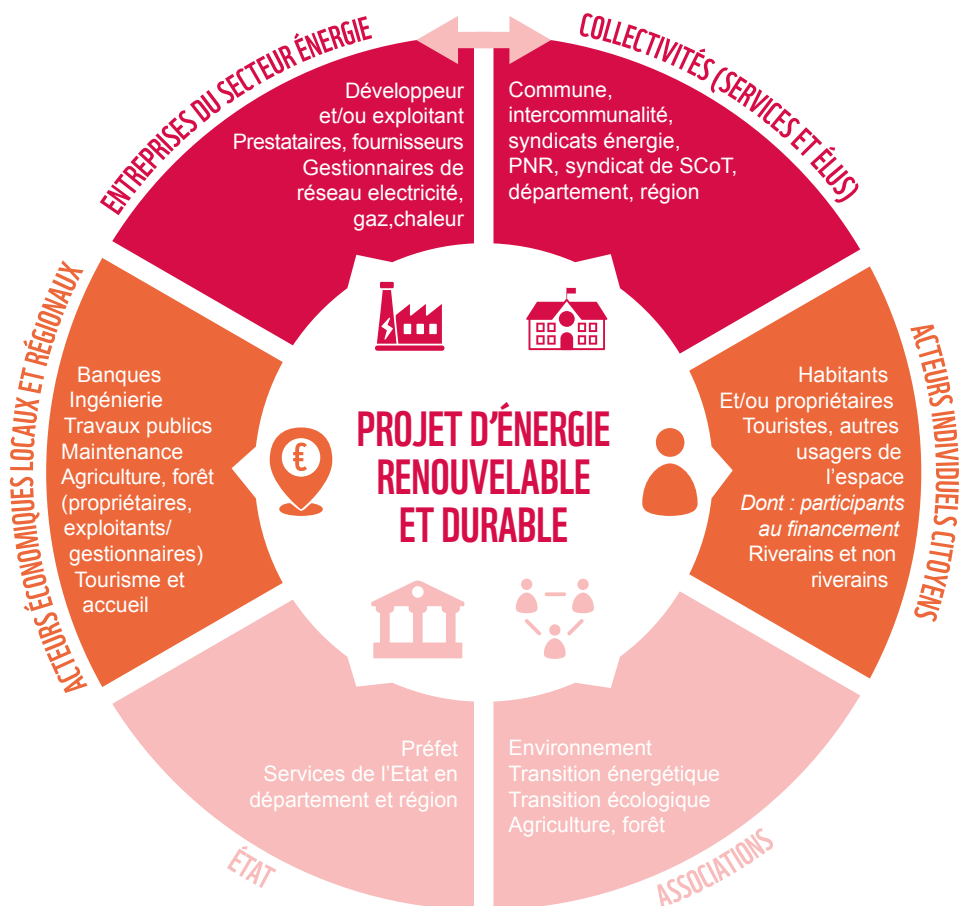 ENTREPRISES DU SECTEUR ÉNERGIE
Développeur
et/ou exploitant
Prestataires, fournisseurs
Gestionnaires de
réseau electricité,
gaz,chaleur
COLLECTIVITÉS (SERVICES ET ÉLUS)
Commune,
intercommunalité,
syndicats énergie,
PNR, syndicat de SCoT,
département, région
ACTEURS ÉCONOMIQUES LOCAUX ET RÉGIONAUX
Banques
Ingénierie
Travaux publics
Maintenance
Agriculture, forêt
(propriétaires,
exploitants/
gestionnaires)
Tourisme et
accueil
€
PROJET D’ÉNERGIE
RENOUVELABLE
ET DURABLE
ACTEURS INDIVIDUELS CITOYENS
Habitants
Et/ou propriétaires
Touristes, autres
usagers de
l’espace
Dont : participants
au financement
Riverains et non
riverains
Préfet
Services de l’Etat en
département et région
ÉTAT
Environnement
Transition énergétique
Transition écologique
Agriculture, forêt
ASSOCIATIONS